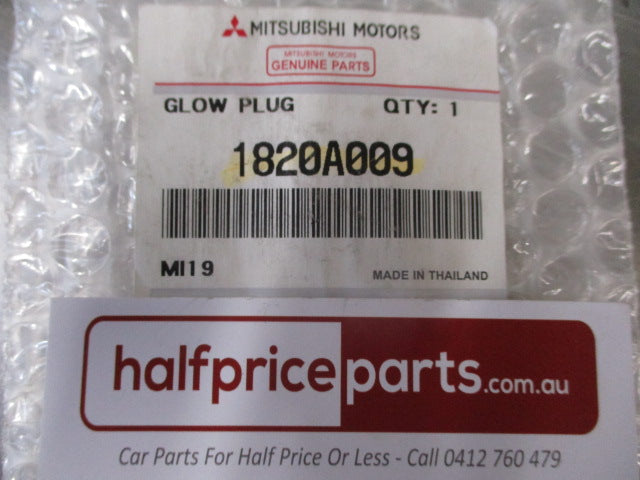 MITSUBISHI MOTORS
MITSUBISHI MOTORS
GENUINE PARTS
GLOW PLUG QTY: 1
1820A009
MI19 MADE IN THAILAND
halfpriceparts.com.au
Car Parts For Half Price Or Less - Call 0412 760 479